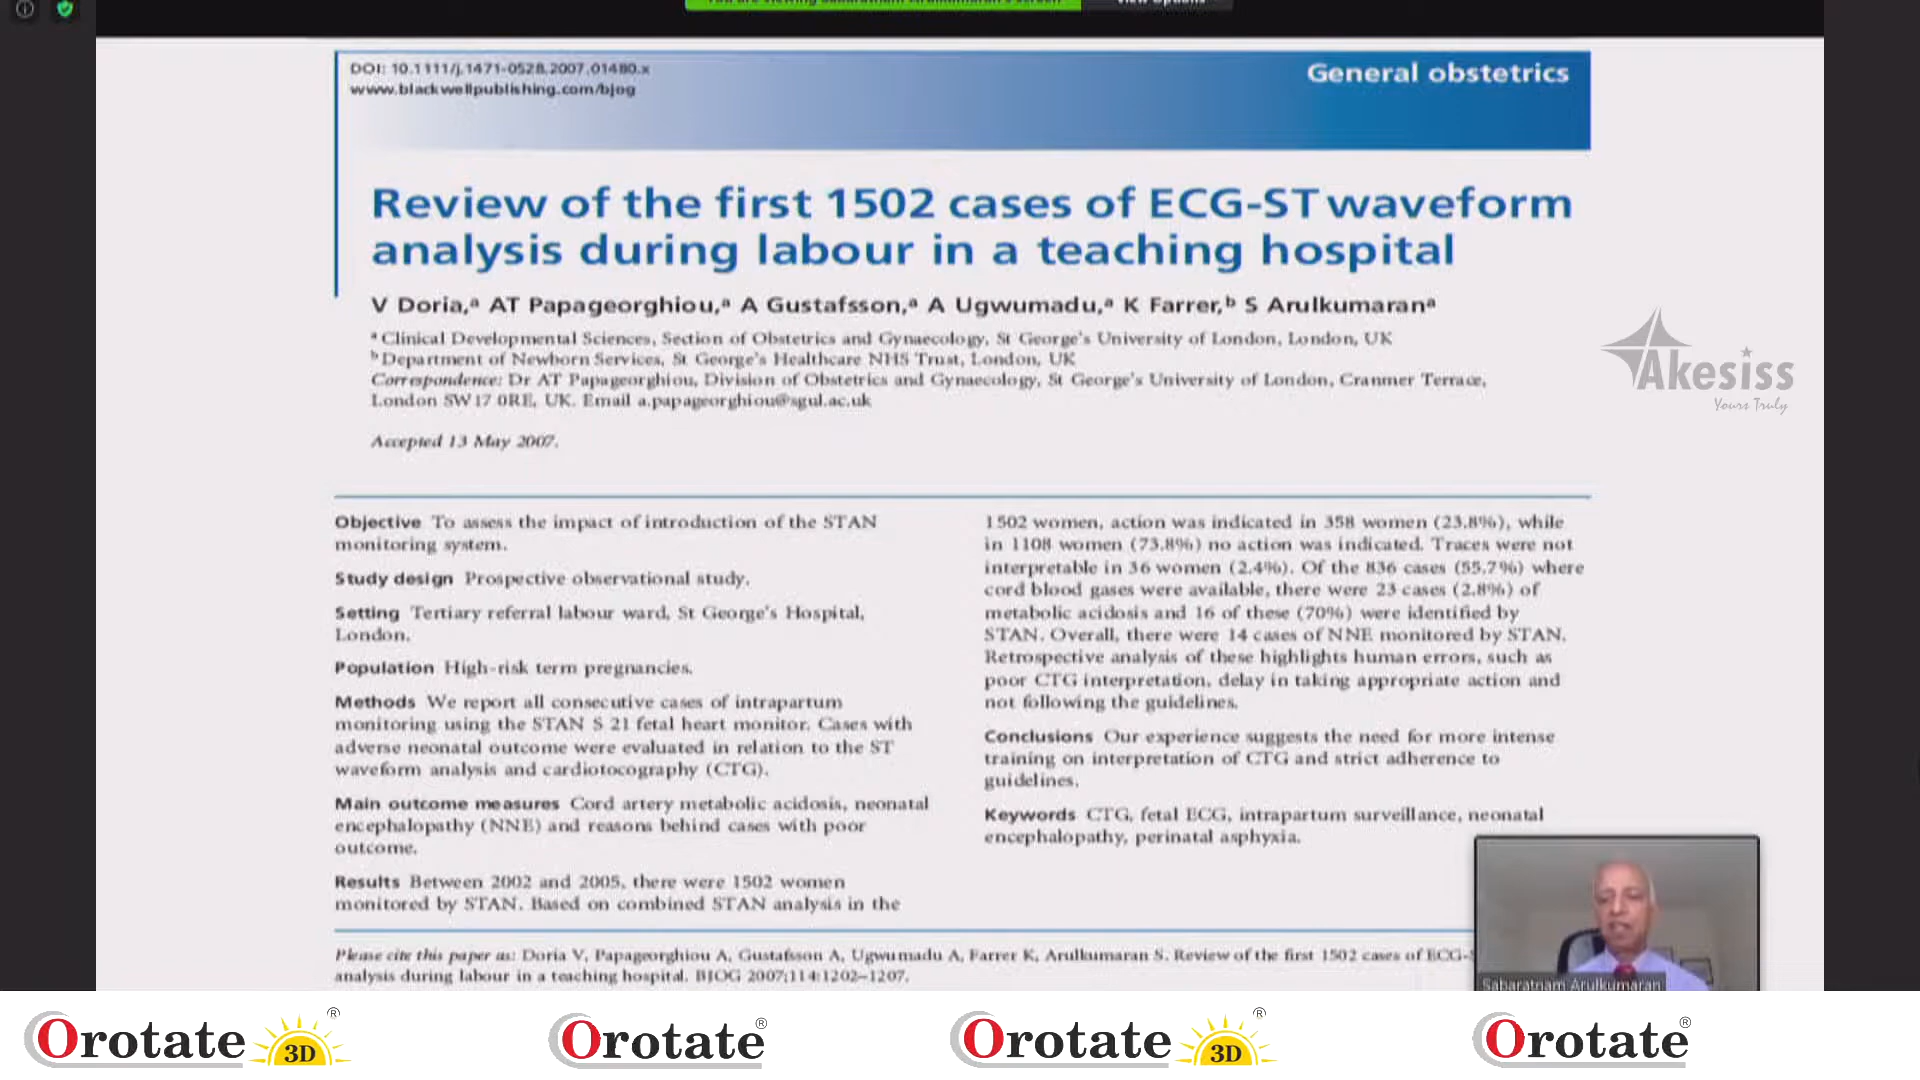 DOI: 10.1111/j.1471-0528.2007.01480.x
www.blackwellpublishing.com/bjog
General obstetrics
Review of the first 1502 cases of ECG-ST waveform
analysis during labour in a teaching hospital
V Doria,ᵃ AT Papageorghiou,ᵃ A Gustafsson,ᵃ A Ugwumadu,ᵃ K Farrer,ᵇ S Arulkumaranᵃ
ᵃ Clinical Developmental Sciences, Section of Obstetrics and Gynaecology, St George's University of London, London, UK
ᵇ Department of Newborn Services, St George's Healthcare NHS Trust, London, UK
Correspondence: Dr AT Papageorghiou, Division of Obstetrics and Gynaecology, St George's University of London, Cranmer Terrace,
London SW17 0RE, UK. Email a.papageorghiou@sgul.ac.uk
Accepted 13 May 2007.
Akesiss
Yours Truly
Objective To assess the impact of introduction of the STAN
monitoring system.
Study design Prospective observational study.
Setting Tertiary referral labour ward, St George's Hospital,
London.
Population High-risk term pregnancies.
Methods We report all consecutive cases of intrapartum
monitoring using the STAN S 21 fetal heart monitor. Cases with
adverse neonatal outcome were evaluated in relation to the ST
waveform analysis and cardiotocography (CTG).
Main outcome measures Cord artery metabolic acidosis, neonatal
encephalopathy (NNE) and reasons behind cases with poor
outcome.
Results Between 2002 and 2005, there were 1502 women
monitored by STAN. Based on combined STAN analysis in the
1502 women, action was indicated in 358 women (23.8%), while
in 1108 women (73.8%) no action was indicated. Traces were not
interpretable in 36 women (2.4%). Of the 836 cases (55.7%) where
cord blood gases were available, there were 23 cases (2.8%) of
metabolic acidosis and 16 of these (70%) were identified by
STAN. Overall, there were 14 cases of NNE monitored by STAN.
Retrospective analysis of these highlights human errors, such as
poor CTG interpretation, delay in taking appropriate action and
not following the guidelines.
Conclusions Our experience suggests the need for more intense
training on interpretation of CTG and strict adherence to
guidelines.
Keywords CTG, fetal ECG, intrapartum surveillance, neonatal
encephalopathy, perinatal asphyxia.
Please cite this paper as: Doria V, Papageorghiou A, Gustafsson A, Ugwumadu A, Farrer K, Arulkumaran S. Review of the first 1502 cases of ECG-
analysis during labour in a teaching hospital. BJOG 2007;114:1202–1207.
Sabaratnam Arulkumaran
Orotate® 3D
Orotate®
Orotate® 3D
Orotate®